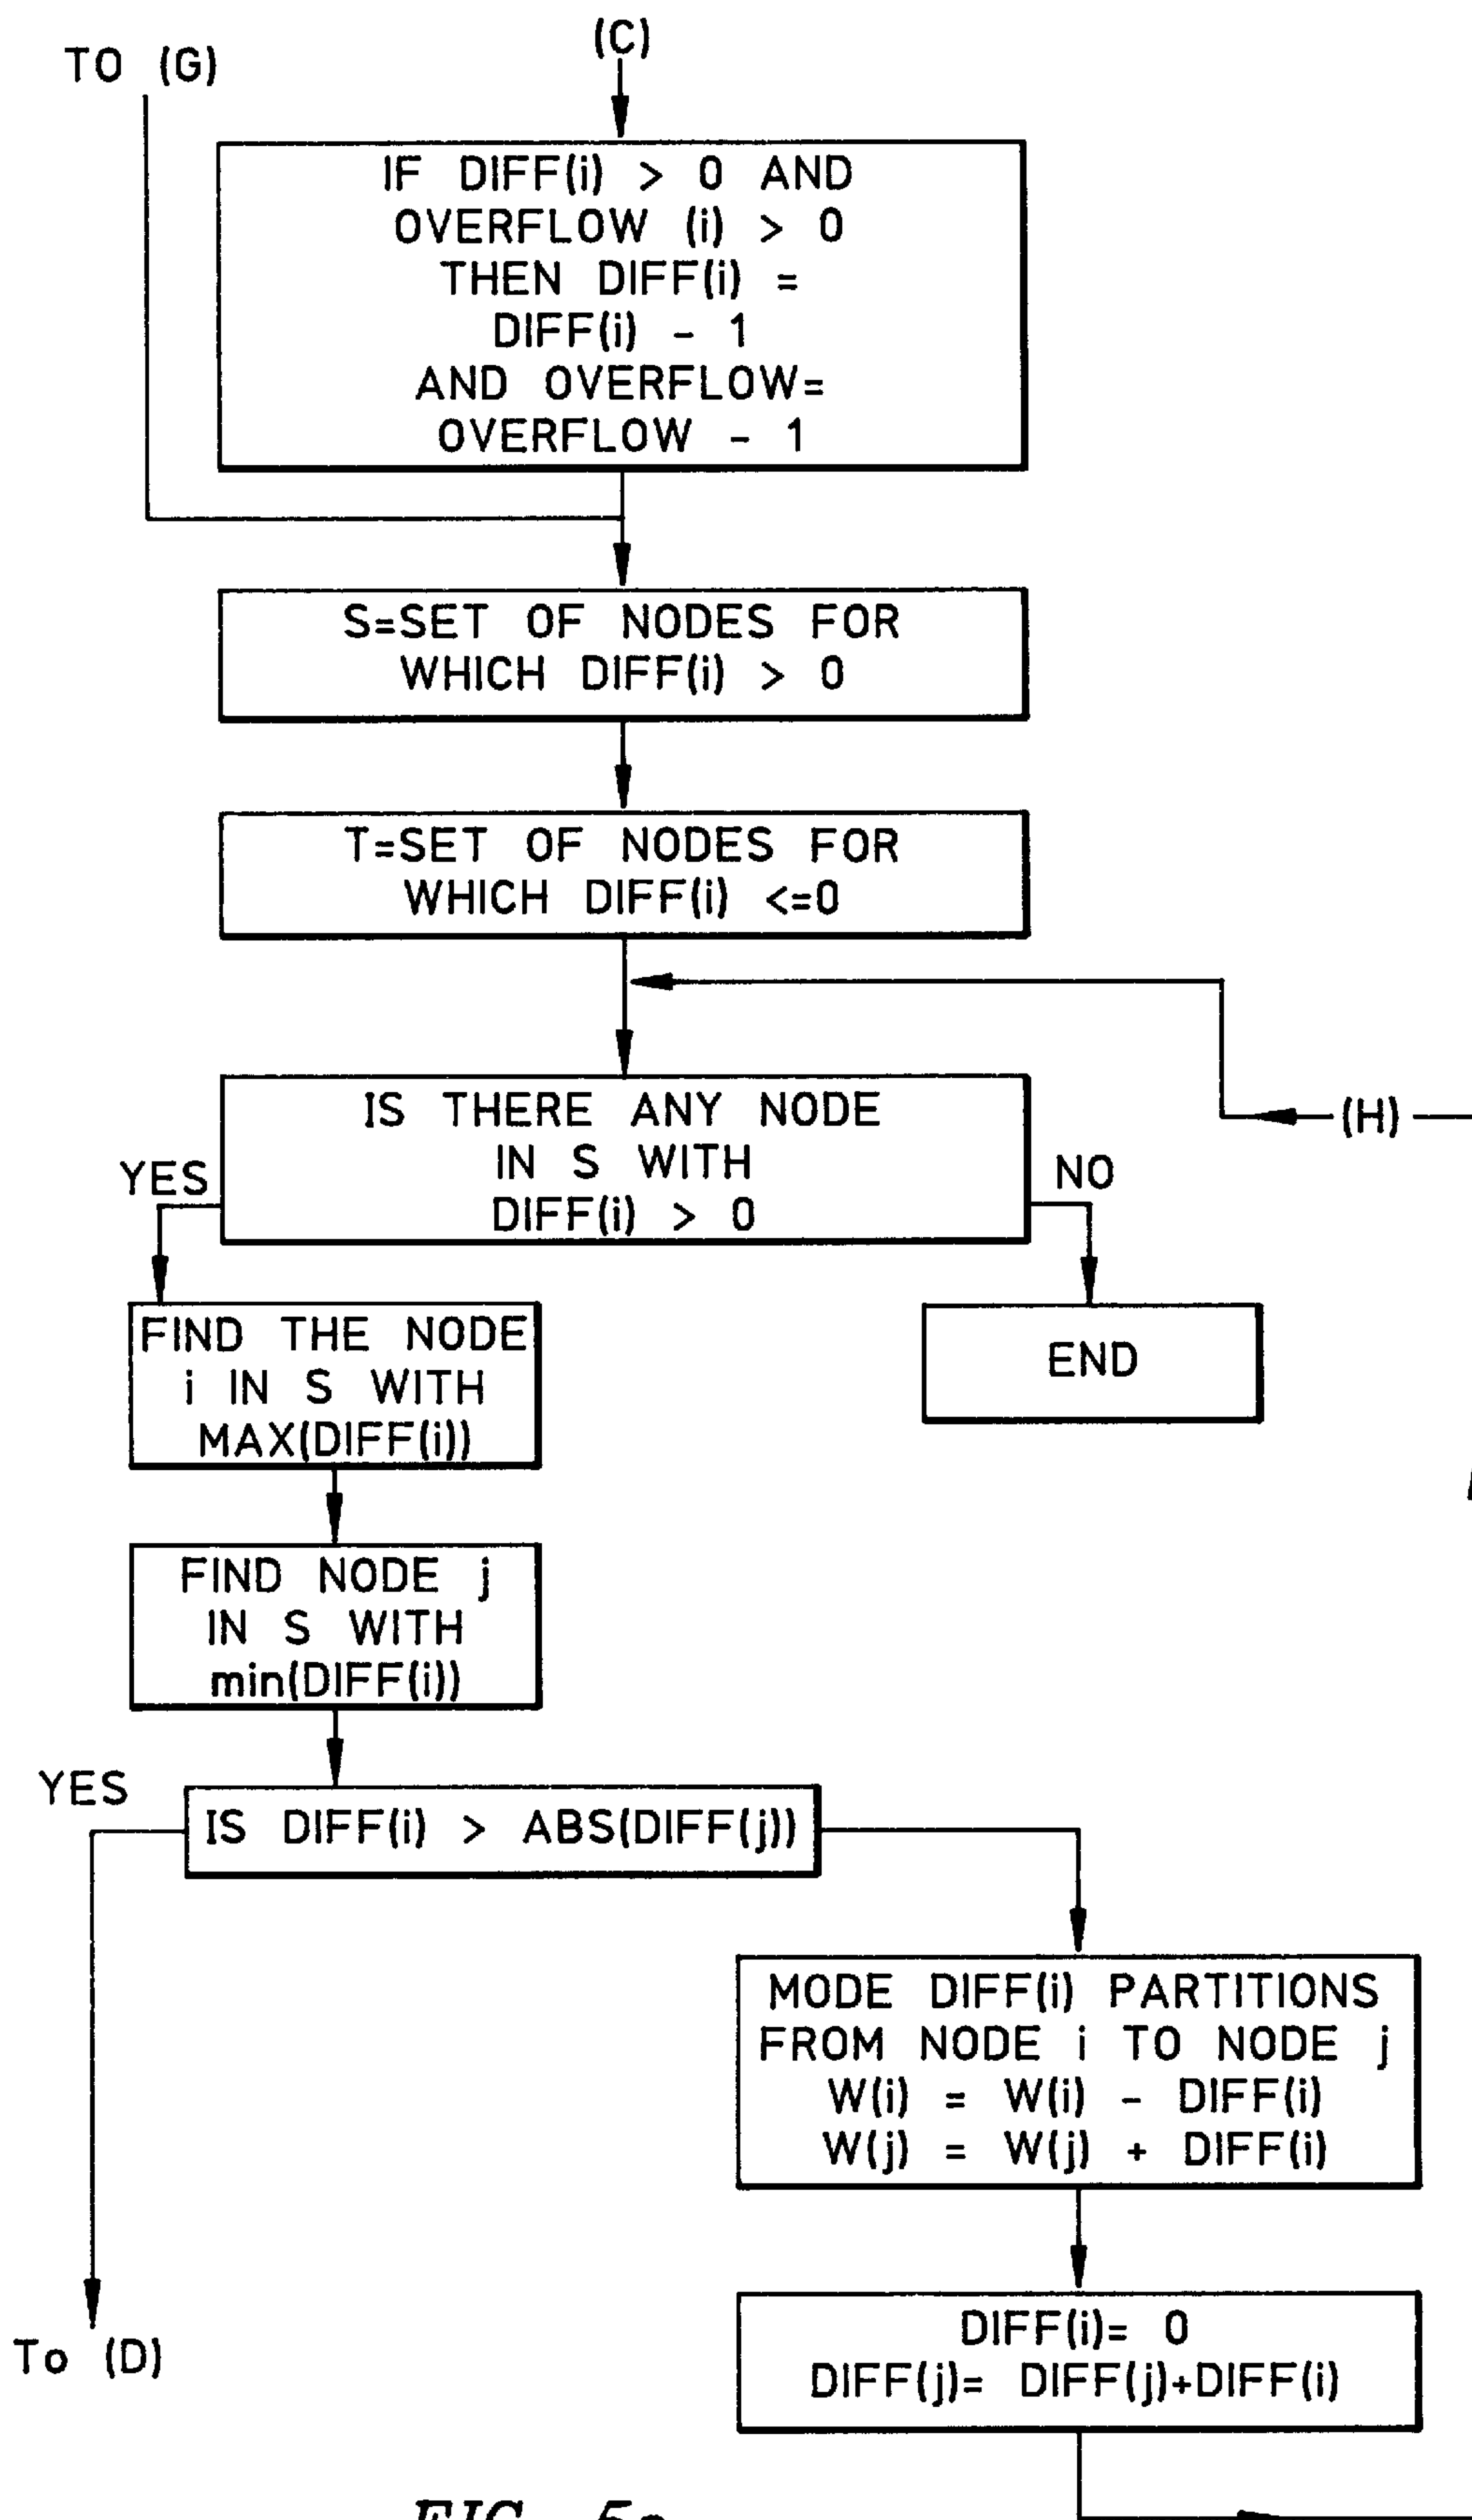 TO (G)
(C)
IF DIFF(i) > 0 AND
OVERFLOW (i) > 0
THEN DIFF(i) =
DIFF(i) - 1
AND OVERFLOW=
OVERFLOW - 1
S=SET OF NODES FOR
WHICH DIFF(i) > 0
T=SET OF NODES FOR
WHICH DIFF(i) <=0
IS THERE ANY NODE
IN S WITH
DIFF(i) > 0
YES
NO
(H)
FIND THE NODE
i IN S WITH
MAX(DIFF(i))
END
FIND NODE j
IN S WITH
min(DIFF(i))
YES
IS DIFF(i) > ABS(DIFF(j))
MODE DIFF(i) PARTITIONS
FROM NODE i TO NODE j
W(i) = W(i) - DIFF(i)
W(j) = W(j) + DIFF(i)
To (D)
DIFF(i)= 0
DIFF(j)= DIFF(j)+DIFF(i)
FIG.